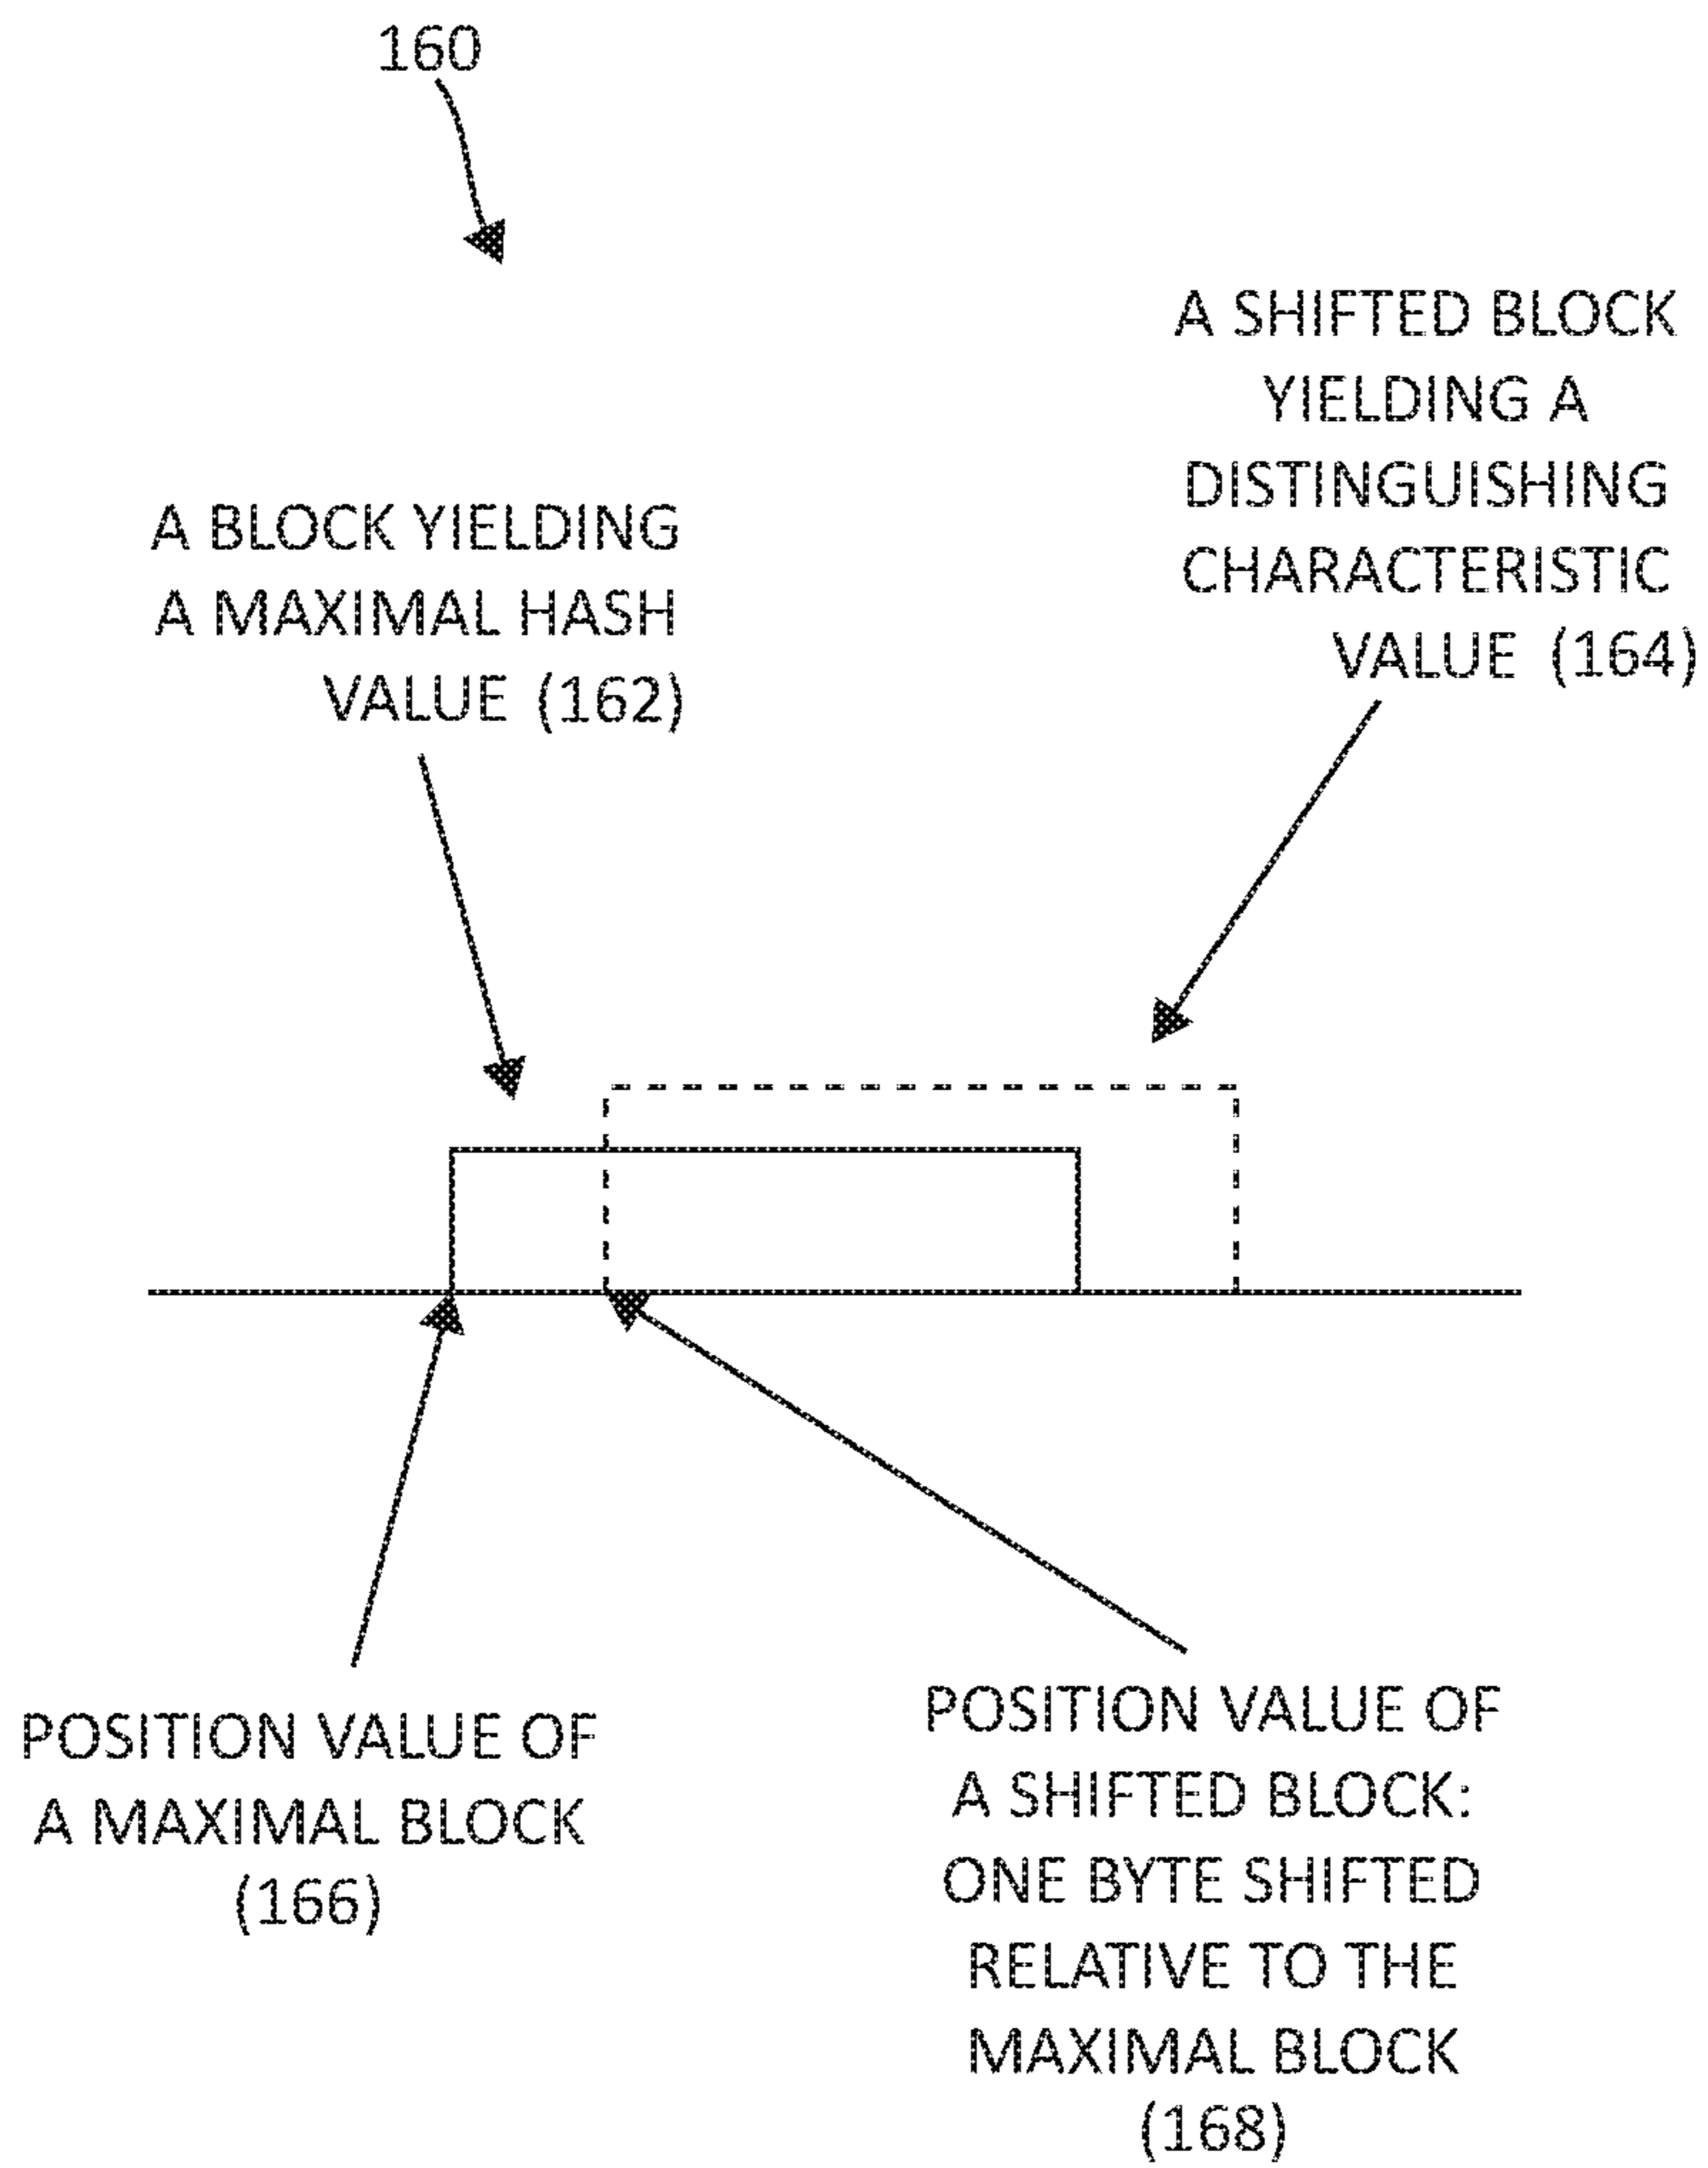 160
A SHIFTED BLOCK
YIELDING A
DISTINGUISHING
CHARACTERISTIC
VALUE (164)
A BLOCK YIELDING
A MAXIMAL HASH
VALUE (162)
POSITION VALUE OF
A MAXIMAL BLOCK
(166)
POSITION VALUE OF
A SHIFTED BLOCK:
ONE BYTE SHIFTED
RELATIVE TO THE
MAXIMAL BLOCK
(168)